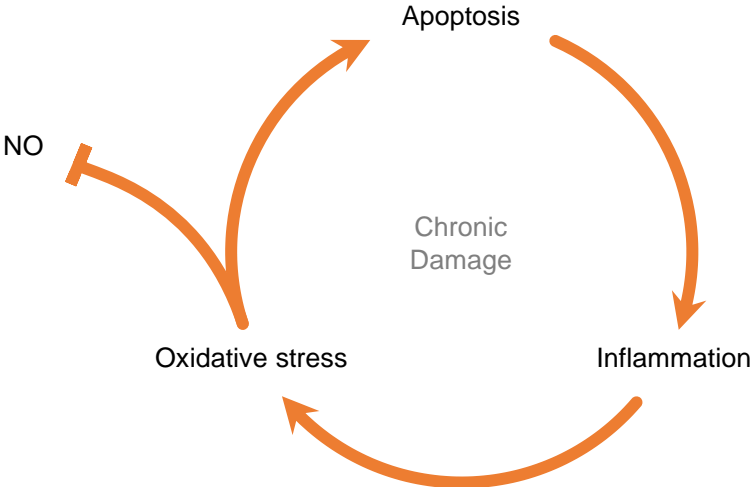 Apoptosis
NO
Chronic
Damage
Oxidative stress
Inflammation